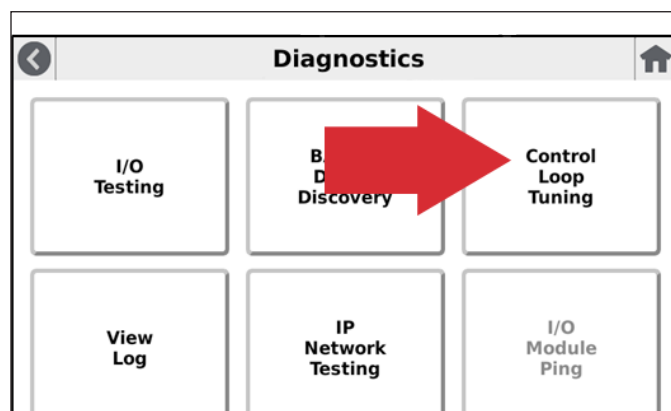 Diagnostics
I/O
Testing
Discovery
Control
Loop
Tuning
View
Log
IP
Network
Testing
I/O
Module
Ping